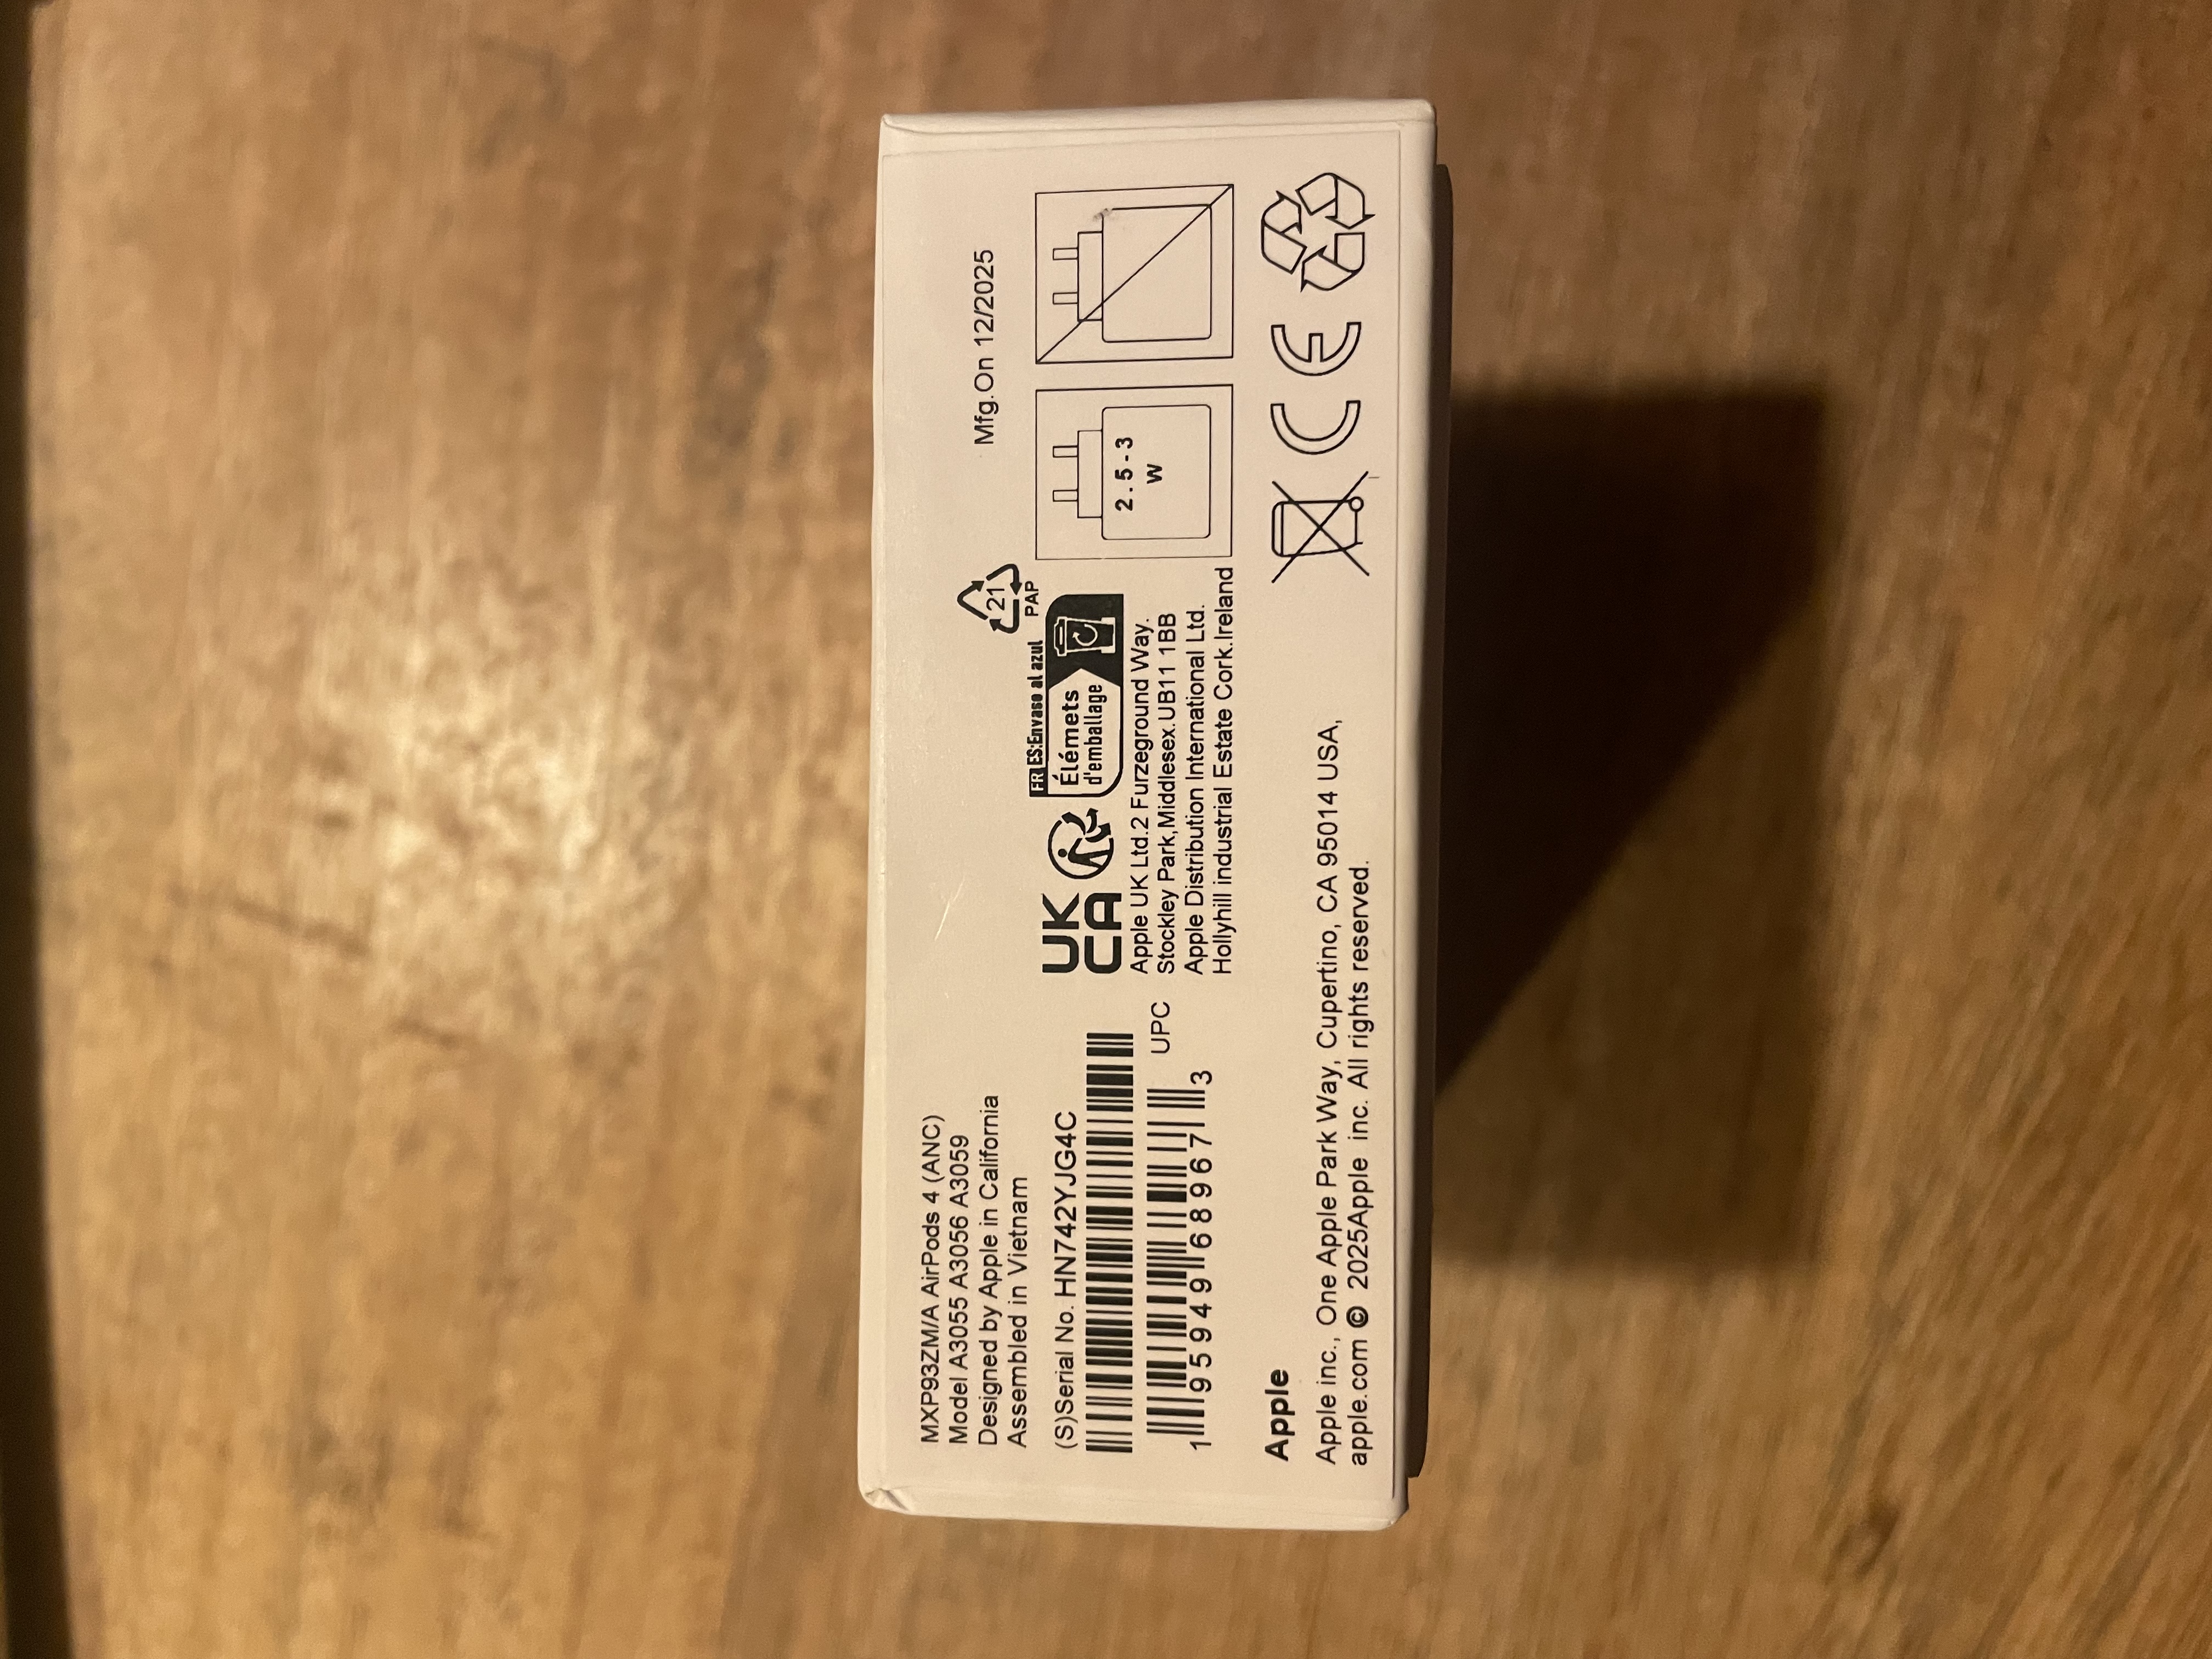 MXP93ZM/A AirPods 4 (ANC)
Model A3055 A3056 A3059
Designed by Apple in California
Assembled in Vietnam
(S)Serial No. HN742YJG4C
UPC
1 95949 68967 3
Mfg.On 12/2025
21
PAP
FR ES:Envase al azul
Élémets
d'emballage
UK
CA
Apple UK Ltd.2 Furzeground Way.
Stockley Park,Middlesex.UB11 1BB
Apple Distribution International Ltd.
Hollyhill industrial Estate Cork.Ireland
2.5-3
W
CE
Apple
Apple inc., One Apple Park Way, Cupertino, CA 95014 USA,
apple.com © 2025Apple inc. All rights reserved.